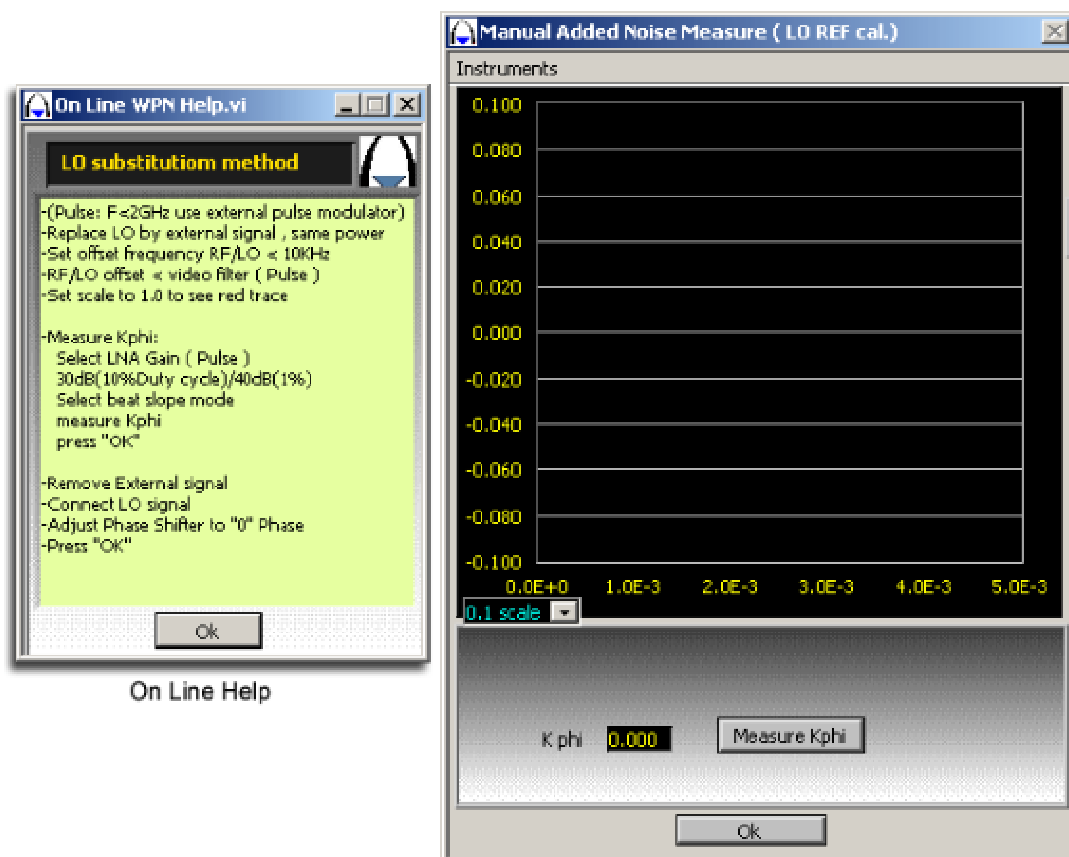 On Line WPN Help.vi
LO substitutiom method
-(Pulse: F<2GHz use external pulse modulator)
-Replace LO by external signal , same power
-Set offset frequency RF/LO < 10KHz
-RF/LO offset < video filter ( Pulse )
-Set scale to 1.0 to see red trace
-Measure Kphi:
Select LNA Gain ( Pulse )
30dB(10%Duty cycle)/40dB(1%)
Select beat slope mode
measure Kphi
press "OK"
-Remove External signal
-Connect LO signal
-Adjust Phase Shifter to "0" Phase
-Press "OK"
Ok
On Line Help
Manual Added Noise Measure ( LO REF cal.)
Instruments
0.100
0.080
0.060
0.040
0.020
0.000
-0.020
-0.040
-0.060
-0.080
-0.100
0.0E+0 1.0E-3 2.0E-3 3.0E-3 4.0E-3 5.0E-3
0.1 scale
K phi 0.000 Measure Kphi
Ok